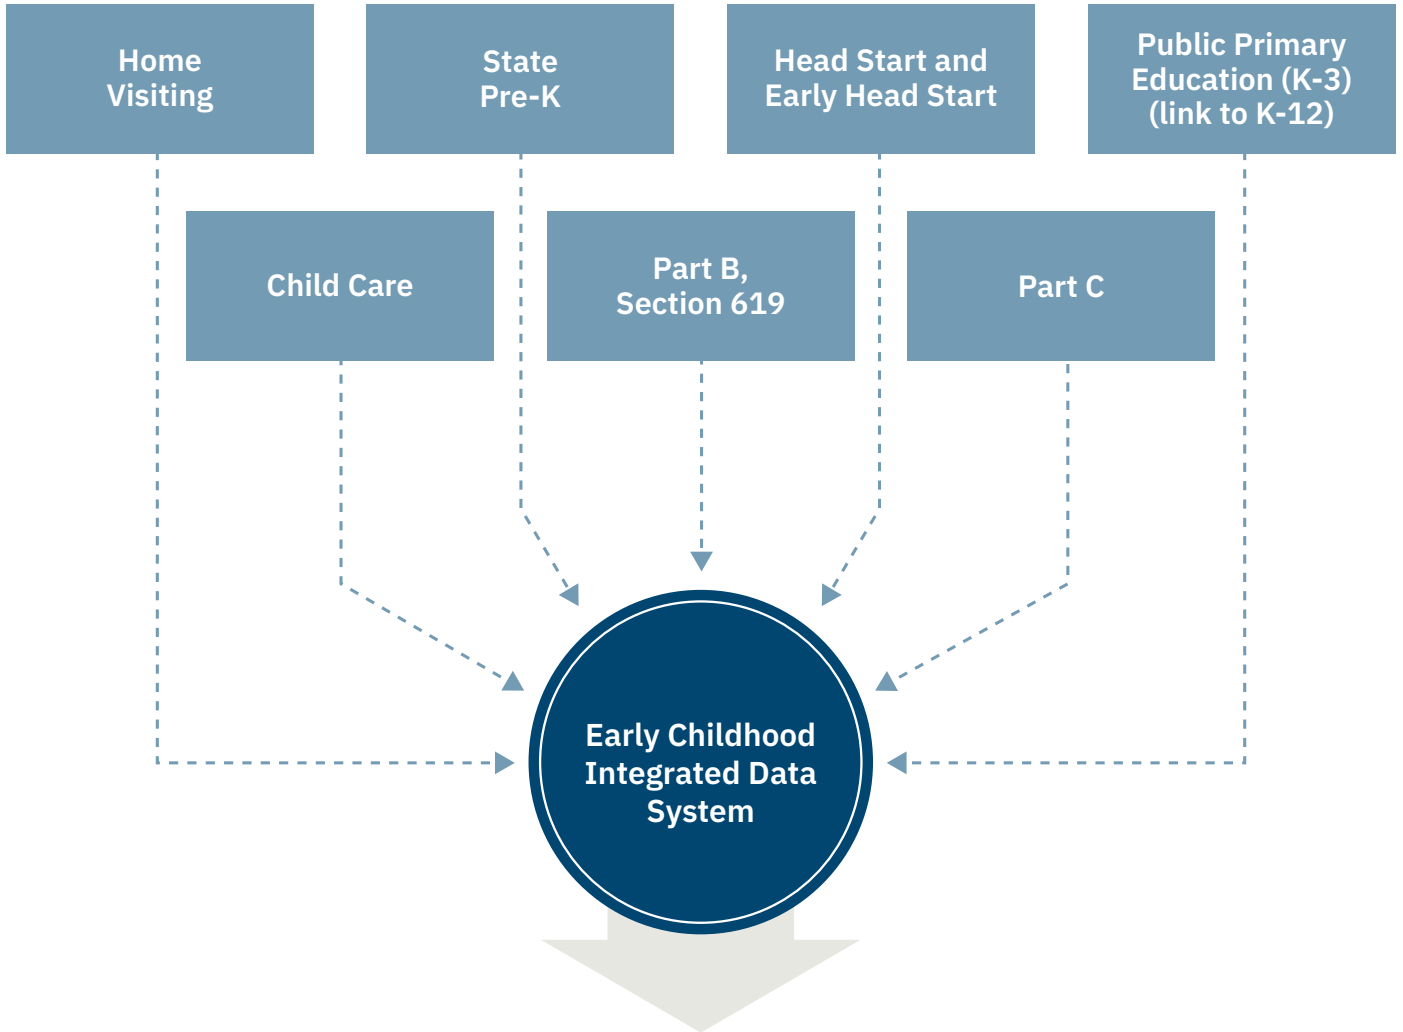 Home
Visiting
State
Pre-K
Head Start and
Early Head Start
Public Primary
Education (K-3)
(link to K-12)
Child Care
Part B,
Section 619
Part C
Early Childhood
Integrated Data
System